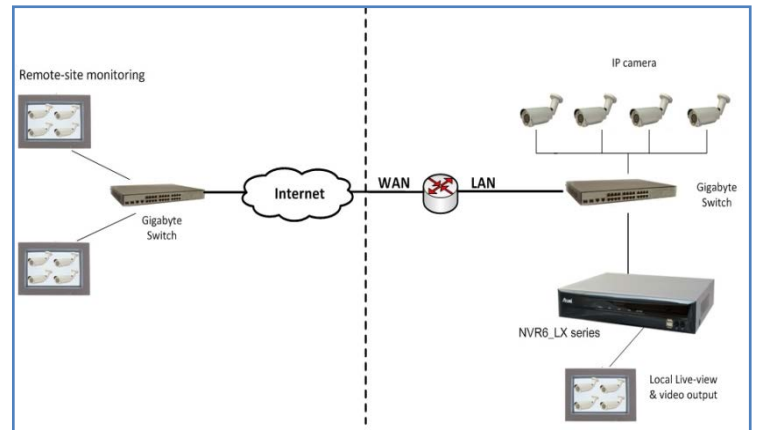 Remote-site monitoring
Gigabyte
Switch
Internet
WAN
LAN
IP camera
Gigabyte
Switch
NVR6_LX series
Local Live-view
& video output